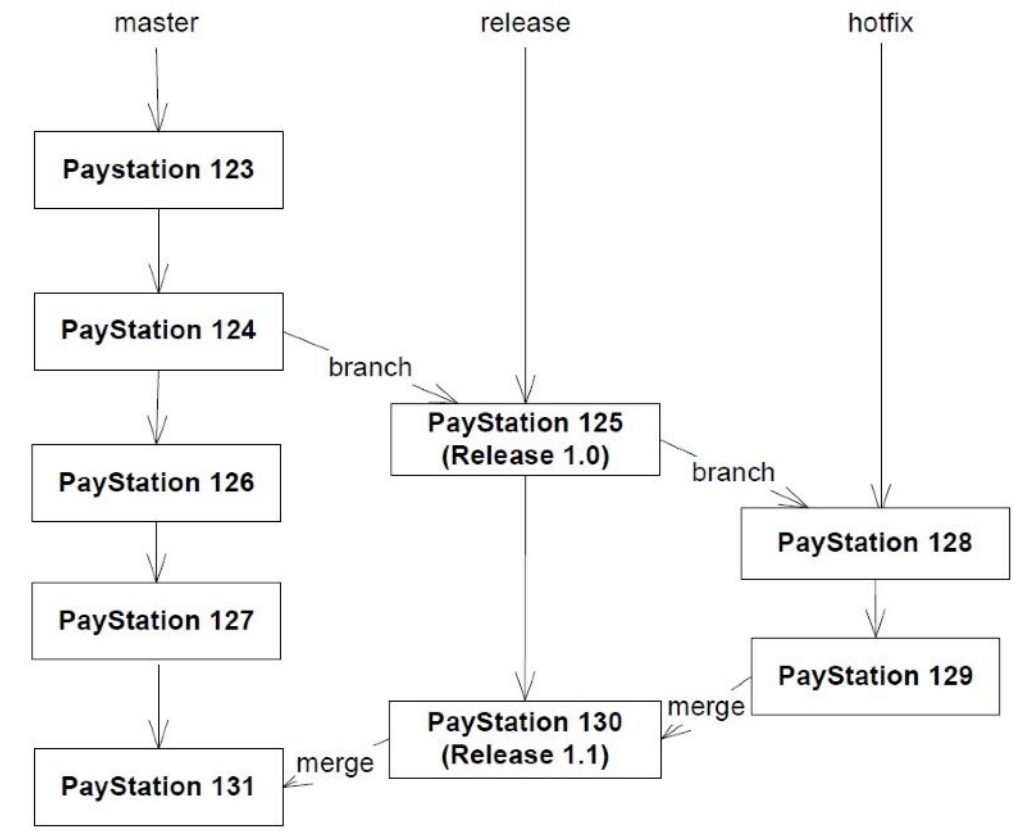 master
release
hotfix
Paystation 123
PayStation 124
branch
PayStation 125
(Release 1.0)
branch
PayStation 126
PayStation 128
PayStation 127
PayStation 129
merge
PayStation 130
(Release 1.1)
merge
PayStation 131